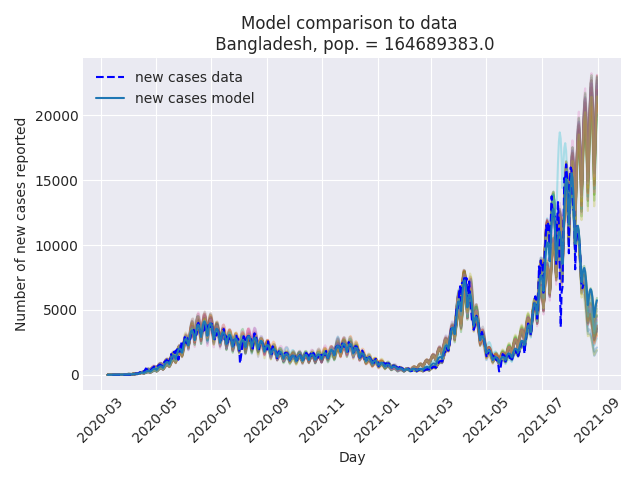 Model comparison to data
Bangladesh, pop. = 164689383.0
new cases data
new cases model
Number of new cases reported
20000
15000
10000
5000
0
2020-03
2020-05
2020-07
2020-09
2020-11
2021-01
2021-03
2021-05
2021-07
2021-09
Day